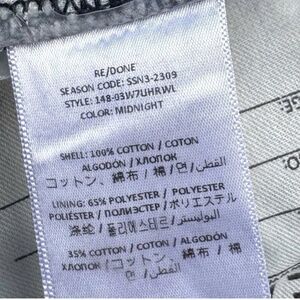 RE/DONE
SEASON CODE: SSN3-2309
STYLE: 148-03W7UHRWL
COLOR: MIDNIGHT
SHELL: 100% COTTON / COTON
ALGODÓN / ХЛОПОК
コットン、綿布 / 棉 / 면 / القطن
LINING: 65% POLYESTER / POLYESTER
POLIÉSTER / ПОЛИЭСТЕР / ポリエステル
涤纶 / 폴리에스테르 / البوليستر
35% COTTON / COTON / ALGODÓN
ХЛОПОК / コットン、綿布 / 棉
면 / القطن